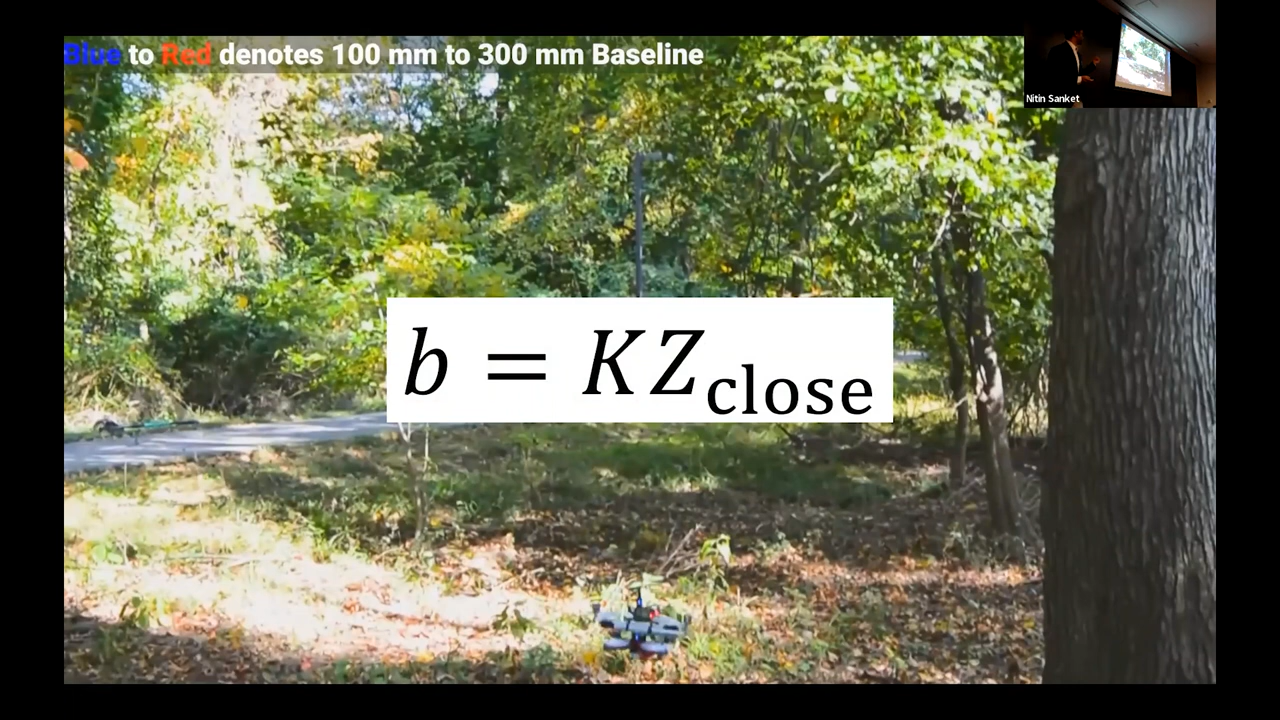 Blue to Red denotes 100 mm to 300 mm Baseline
Nitin Sanket
b = KZclose